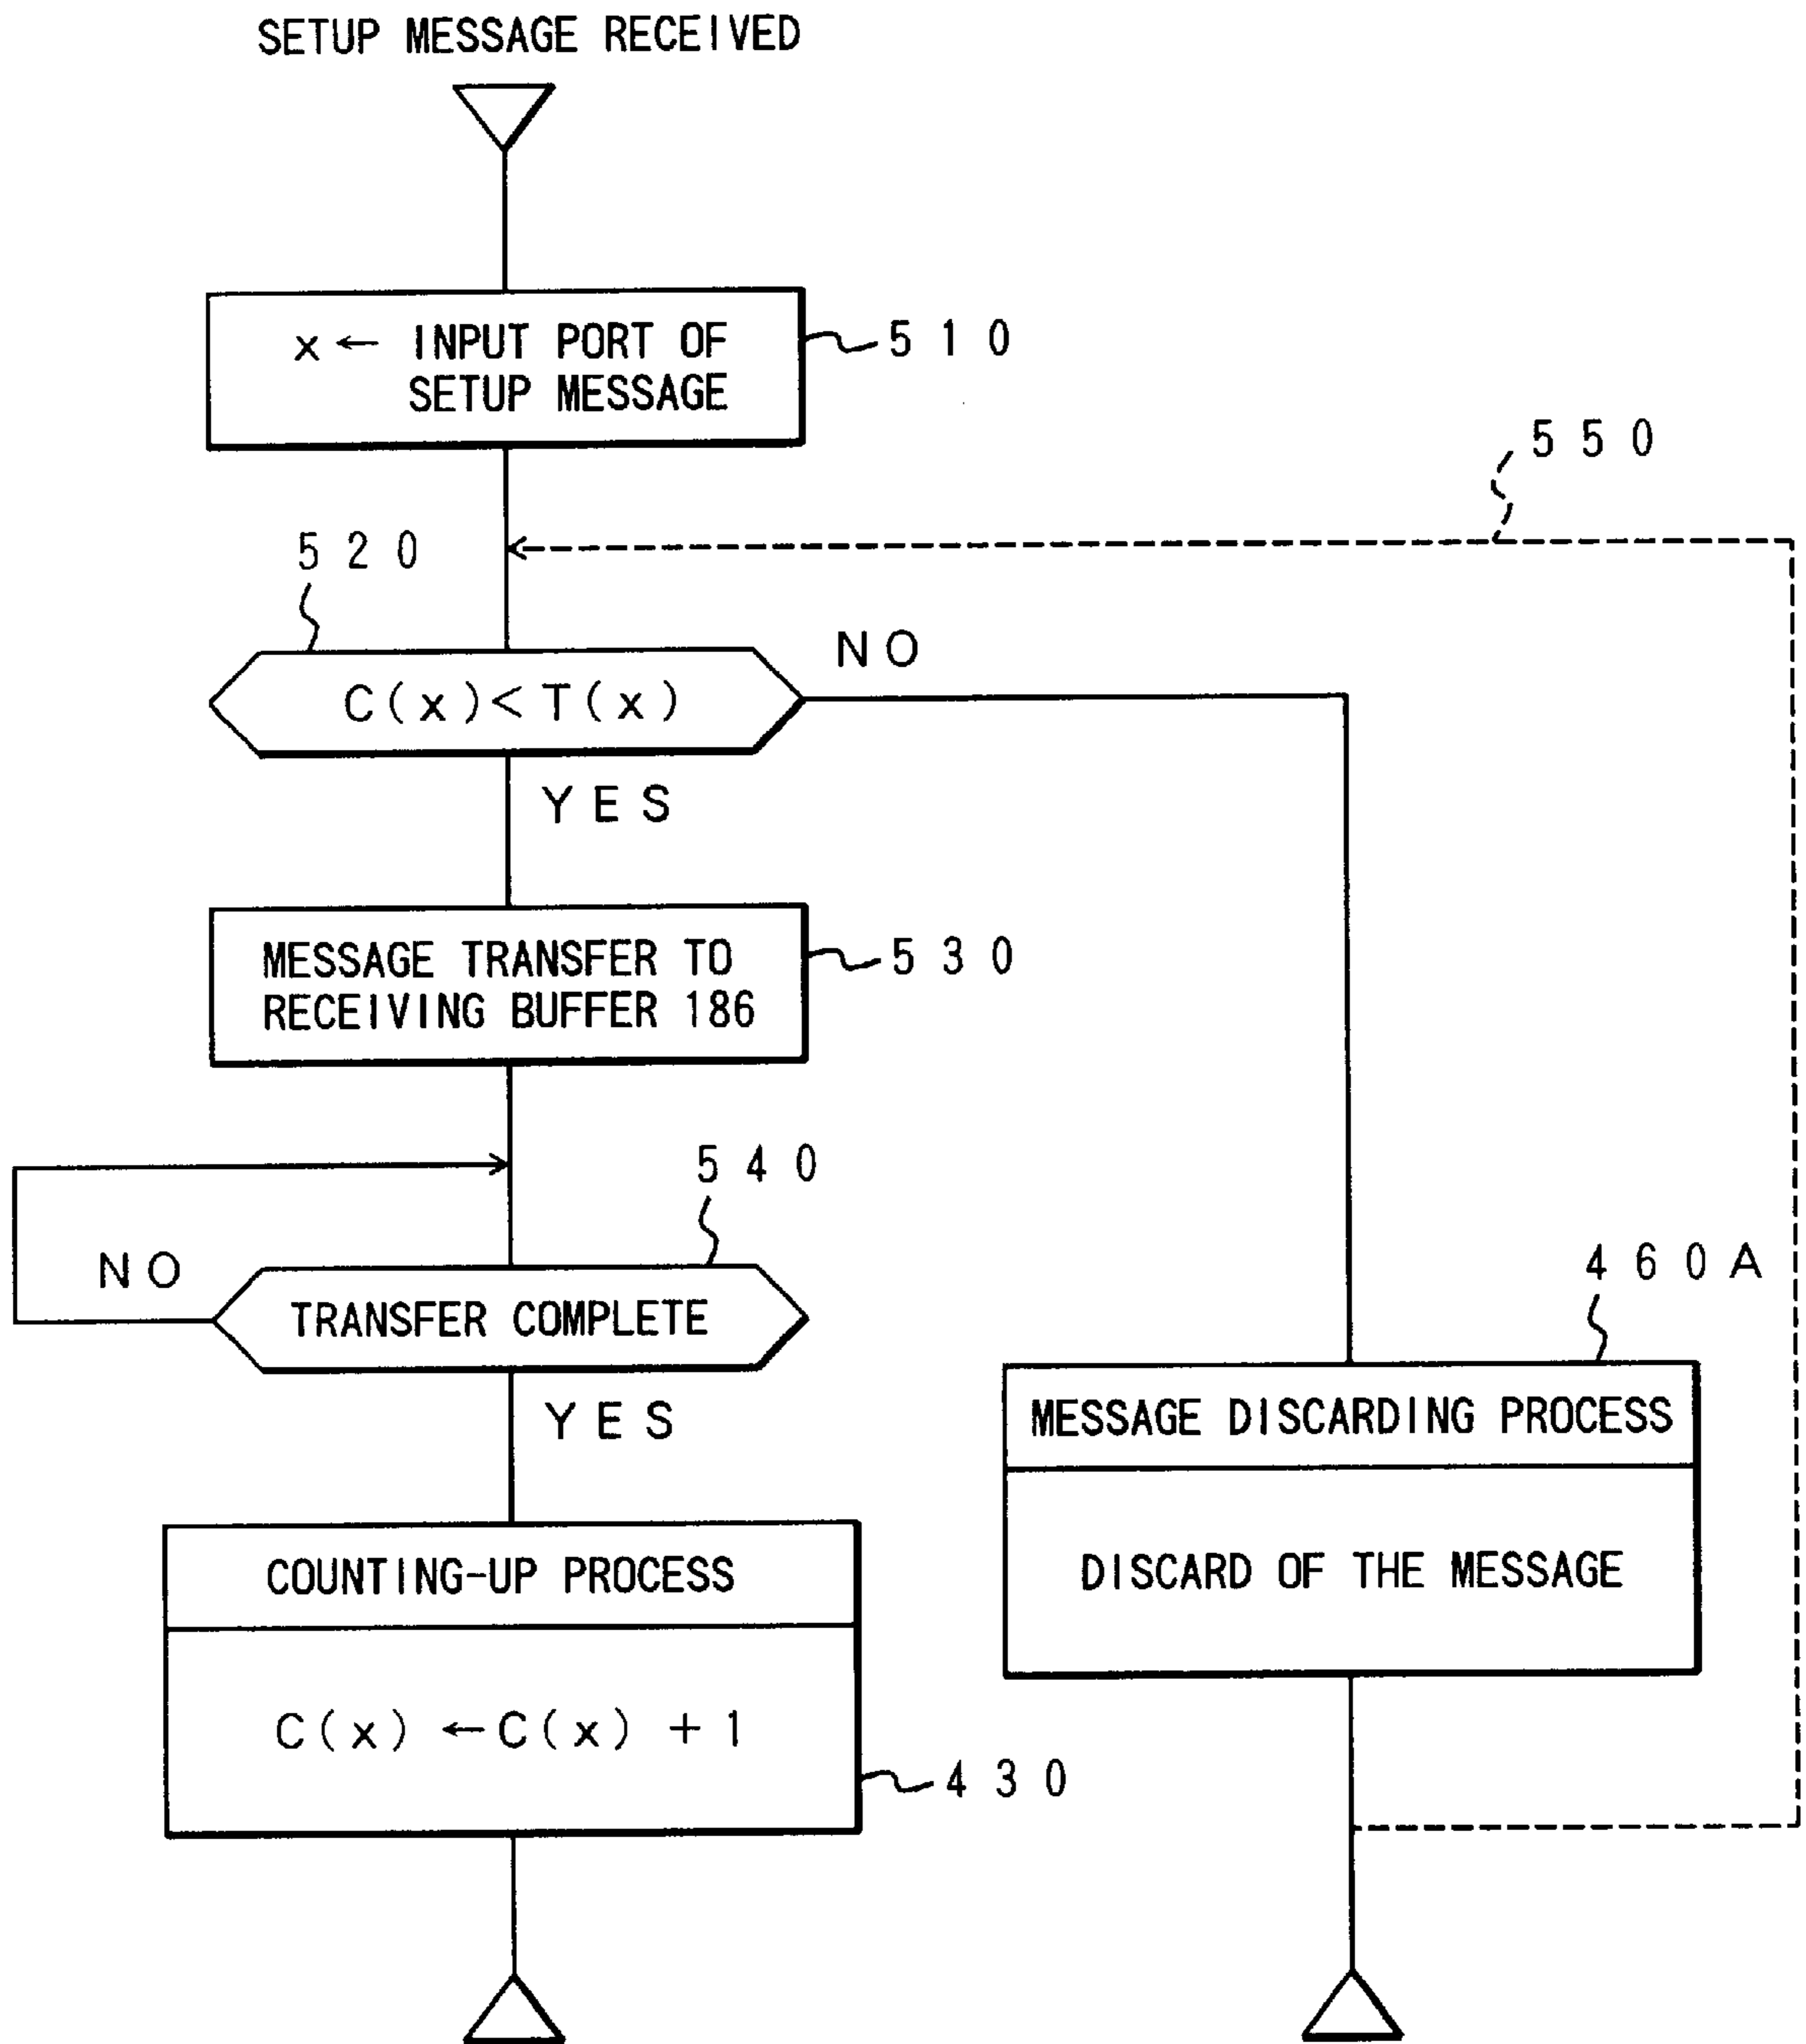 SETUP MESSAGE RECEIVED
x ← INPUT PORT OF
SETUP MESSAGE
510
550
520
C(x)<T(x)
NO
YES
MESSAGE TRANSFER TO
RECEIVING BUFFER 186
530
540
NO
TRANSFER COMPLETE
YES
460A
MESSAGE DISCARDING PROCESS
DISCARD OF THE MESSAGE
COUNTING-UP PROCESS
C(x) ← C(x) +1
430